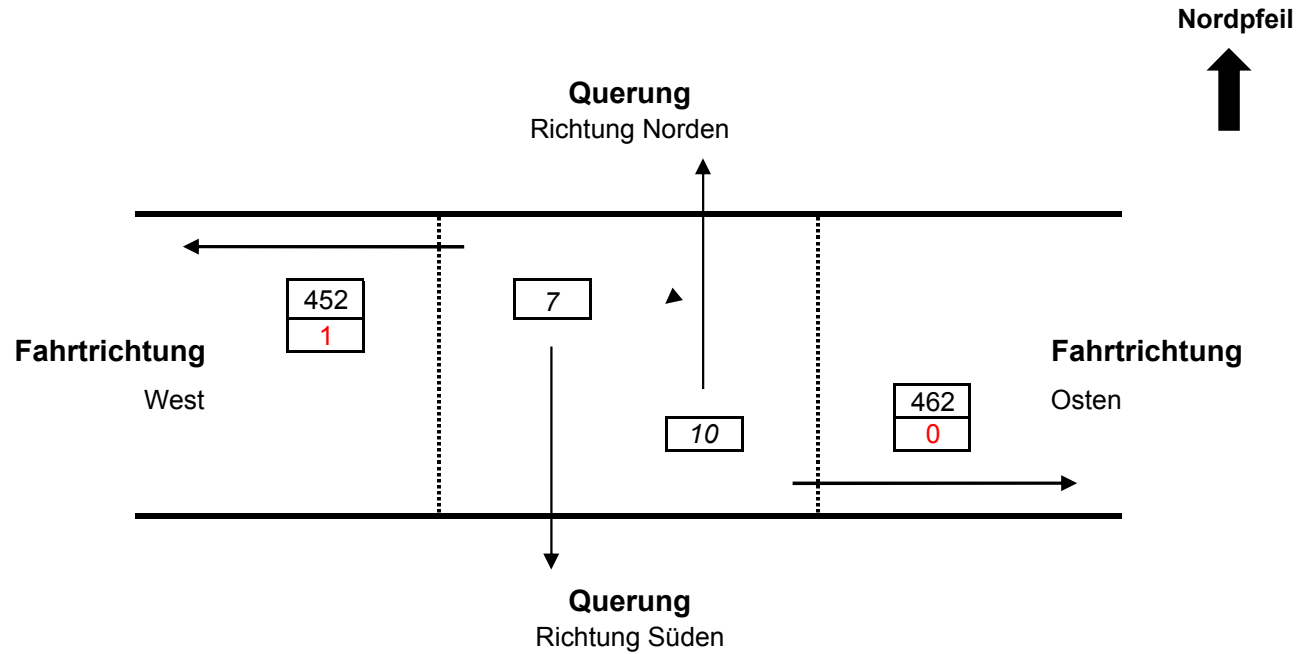 Nordpfeil
Querung
Richtung Norden
452
1
7
Fahrtrichtung
West
Fahrtrichtung
Osten
462
0
10
Querung
Richtung Süden